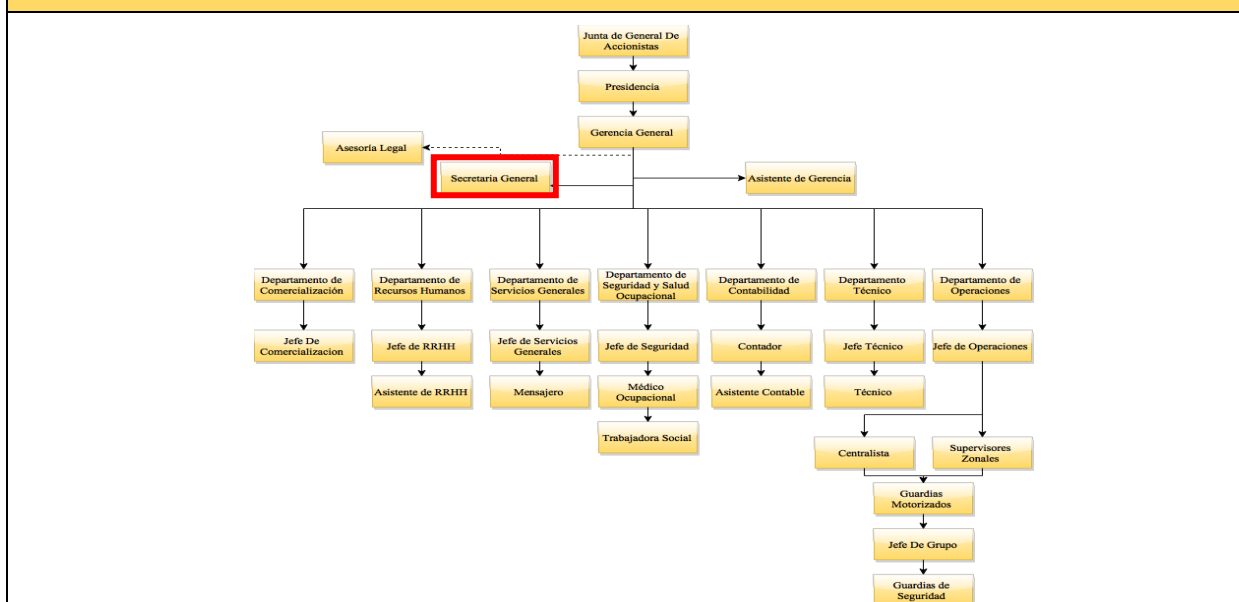 Junta de General De
Accionistas
Presidencia
Gerencia General
Asesoría Legal
Secretaria General
Asistente de Gerencia
Departamento de
Comercialización
Departamento de
Recursos Humanos
Departamento de
Servicios Generales
Departamento de
Seguridad y Salud
Ocupacional
Departamento de
Contabilidad
Departamento
Técnico
Departamento de
Operaciones
Jefe De
Comercializacion
Jefe de RRHH
Jefe de Servicios
Generales
Jefe de Seguridad
Contador
Jefe Técnico
Jefe de Operaciones
Asistente de RRHH
Mensajero
Médico
Ocupacional
Asistente Contable
Técnico
Trabajadora Social
Centralista
Supervisores
Zonales
Guardias
Motorizados
Jefe De Grupo
Guardias de
Seguridad